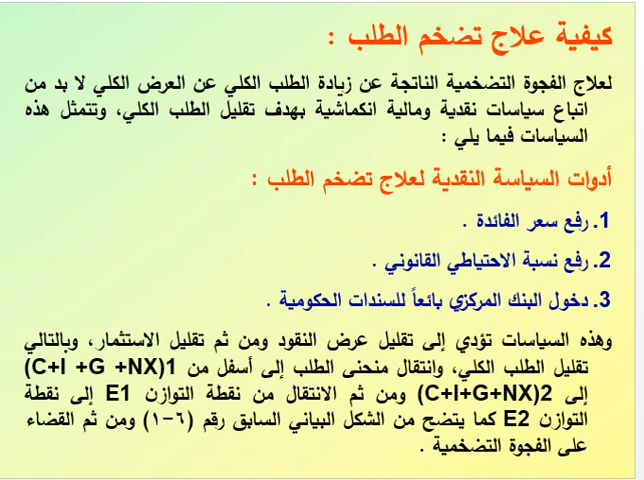 كيفية علاج تضخم الطلب :
لعلاج الفجوة التضخمية الناتجة عن زيادة الطلب الكلي عن العرض الكلي لا بد من
اتباع سياسات نقدية ومالية انكماشية بهدف تقليل الطلب الكلي، وتتمثل هذه
السياسات فيما يلي :
أدوات السياسة النقدية لعلاج تضخم الطلب :
1. رفع سعر الفائدة .
2. رفع نسبة الاحتياطي القانوني .
3. دخول البنك المركزي بائعاً للسندات الحكومية .
وهذه السياسات تؤدي إلى تقليل عرض النقود ومن ثم تقليل الاستثمار، وبالتالي
تقليل الطلب الكلي، وانتقال منحنى الطلب إلى أسفل من 1(C+I +G +NX)
إلى 2(C+I+G+NX) ومن ثم الانتقال من نقطة التوازن E1 إلى نقطة
التوازن E2 كما يتضح من الشكل البياني السابق رقم (٦-١) ومن ثم القضاء
على الفجوة التضخمية .